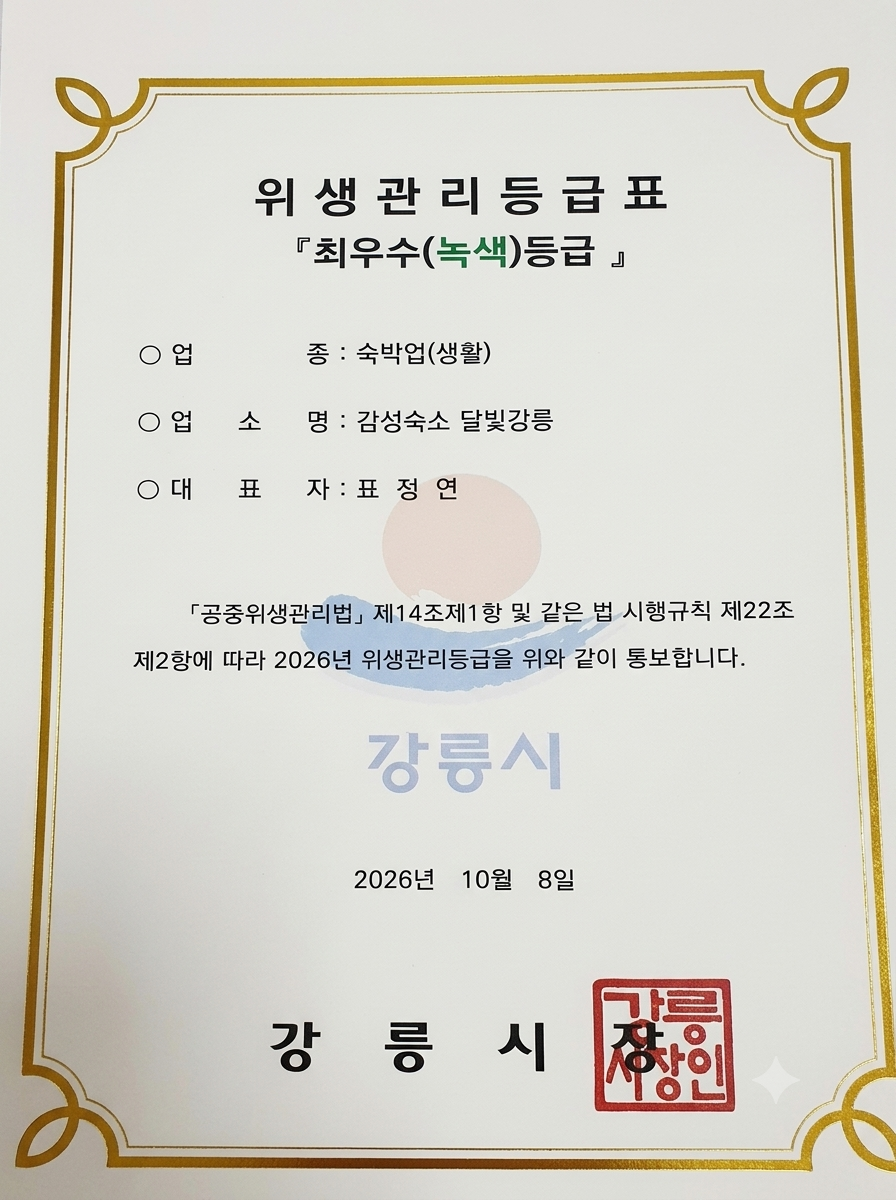 위생관리등급표
『최우수(녹색)등급 』
○ 업 종 : 숙박업(생활)
○ 업 소 명 : 감성숙소 달빛강릉
○ 대 표 자 : 표 정 연
「공중위생관리법」 제14조제1항 및 같은 법 시행규칙 제22조
제2항에 따라 2026년 위생관리등급을 위와 같이 통보합니다.
강릉시
2026년 10월 8일
강 릉 시 장
강릉
시장인